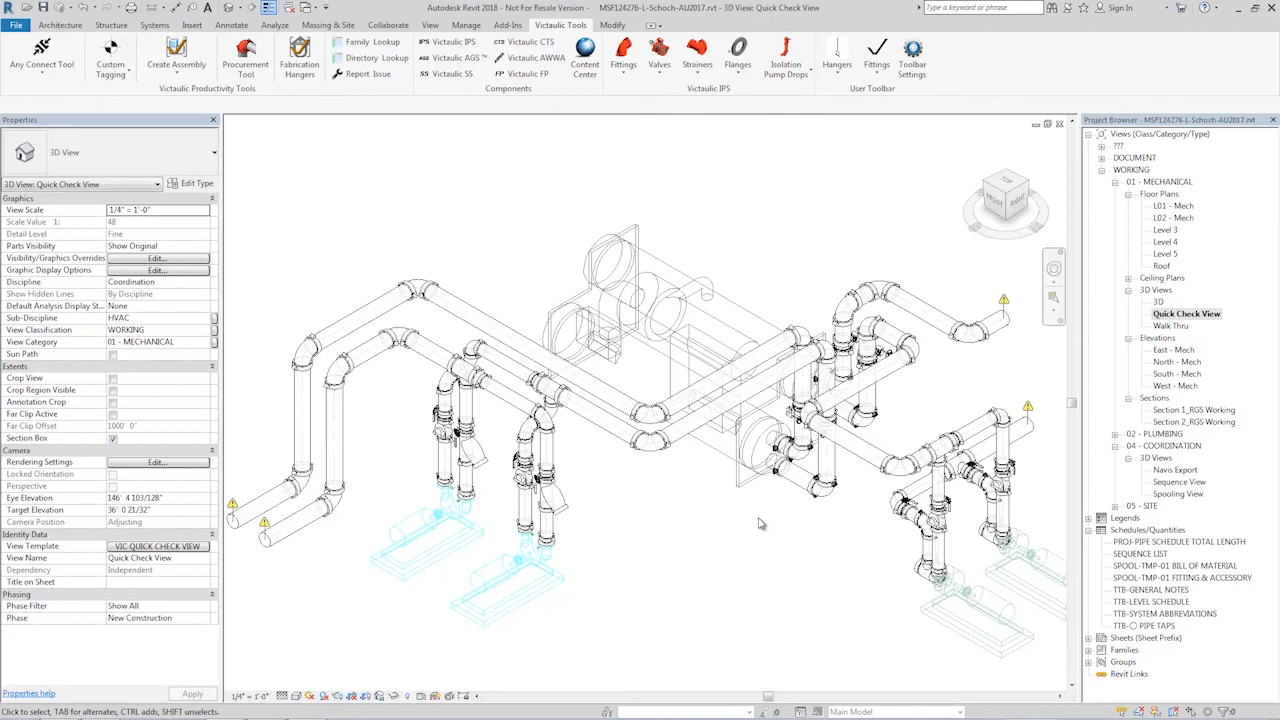 Autodesk Revit 2018 - Not For Resale Version - MSF124276-L-Schoch-AU2017.rvt - 3D View: Quick Check View
Type a keyword or phrase
Sign In
File Architecture Structure Systems Insert Annotate Analyze Massing & Site Collaborate View Manage Add-Ins Victaulic Tools Modify
Any Connect Tool
Custom Tagging
Create Assembly
Procurement Tool
Fabrication Hangers
Family Lookup
Directory Lookup
Report Issue
Victaulic Productivity Tools
IPS Victaulic IPS
AGS Victaulic AGS™
SS Victaulic SS
CTS Victaulic CTS
Victaulic AWWA
FP Victaulic FP
Content Center
Components
Fittings
Valves
Strainers
Flanges
Isolation Pump Drops
Victaulic IPS
Hangers
Fittings
Toolbar Settings
User Toolbar
Properties
3D View
3D View: Quick Check View
Edit Type
Graphics
View Scale 1/4" = 1'-0"
Scale Value 1: 48
Detail Level Fine
Parts Visibility Show Original
Visibility/Graphics Overrides Edit...
Graphic Display Options Edit...
Discipline Coordination
Show Hidden Lines By Discipline
Default Analysis Display St... None
Sub-Discipline HVAC
View Classification WORKING
View Category 01 - MECHANICAL
Sun Path
Extents
Crop View
Crop Region Visible
Annotation Crop
Far Clip Active
Far Clip Offset 1000' 0"
Section Box
Camera
Rendering Settings Edit...
Locked Orientation
Perspective
Eye Elevation 146' 4 103/128"
Target Elevation 36' 0 21/32"
Camera Position Adjusting
Identity Data
View Template VIC QUICK CHECK VIEW
View Name Quick Check View
Dependency Independent
Title on Sheet
Phasing
Phase Filter Show All
Phase New Construction
Properties help
Apply
TOP
FRONT
RIGHT
Project Browser - MSF124276-L-Schoch-AU2017.rvt
Views (Class/Category/Type)
???
DOCUMENT
WORKING
01 - MECHANICAL
Floor Plans
L01 - Mech
L02 - Mech
Level 3
Level 4
Level 5
Roof
Ceiling Plans
3D Views
3D
Quick Check View
Walk Thru
Elevations
East - Mech
North - Mech
South - Mech
West - Mech
Sections
Section 1_RGS Working
Section 2_RGS Working
02 - PLUMBING
04 - COORDINATION
3D Views
Navis Export
Sequence View
Spooling View
05 - SITE
Legends
Schedules/Quantities
PROJ-PIPE SCHEDULE TOTAL LENGTH
SEQUENCE LIST
SPOOL-TMP-01 BILL OF MATERIAL
SPOOL-TMP-01 FITTING & ACCESSORY
TTB-GENERAL NOTES
TTB-LEVEL SCHEDULE
TTB-SYSTEM ABBREVIATIONS
TTB-◯ PIPE TAPS
Sheets (Sheet Prefix)
Families
Groups
Revit Links
1/4" = 1'-0"
Click to select, TAB for alternates, CTRL adds, SHIFT unselects.
:0
Main Model
:0